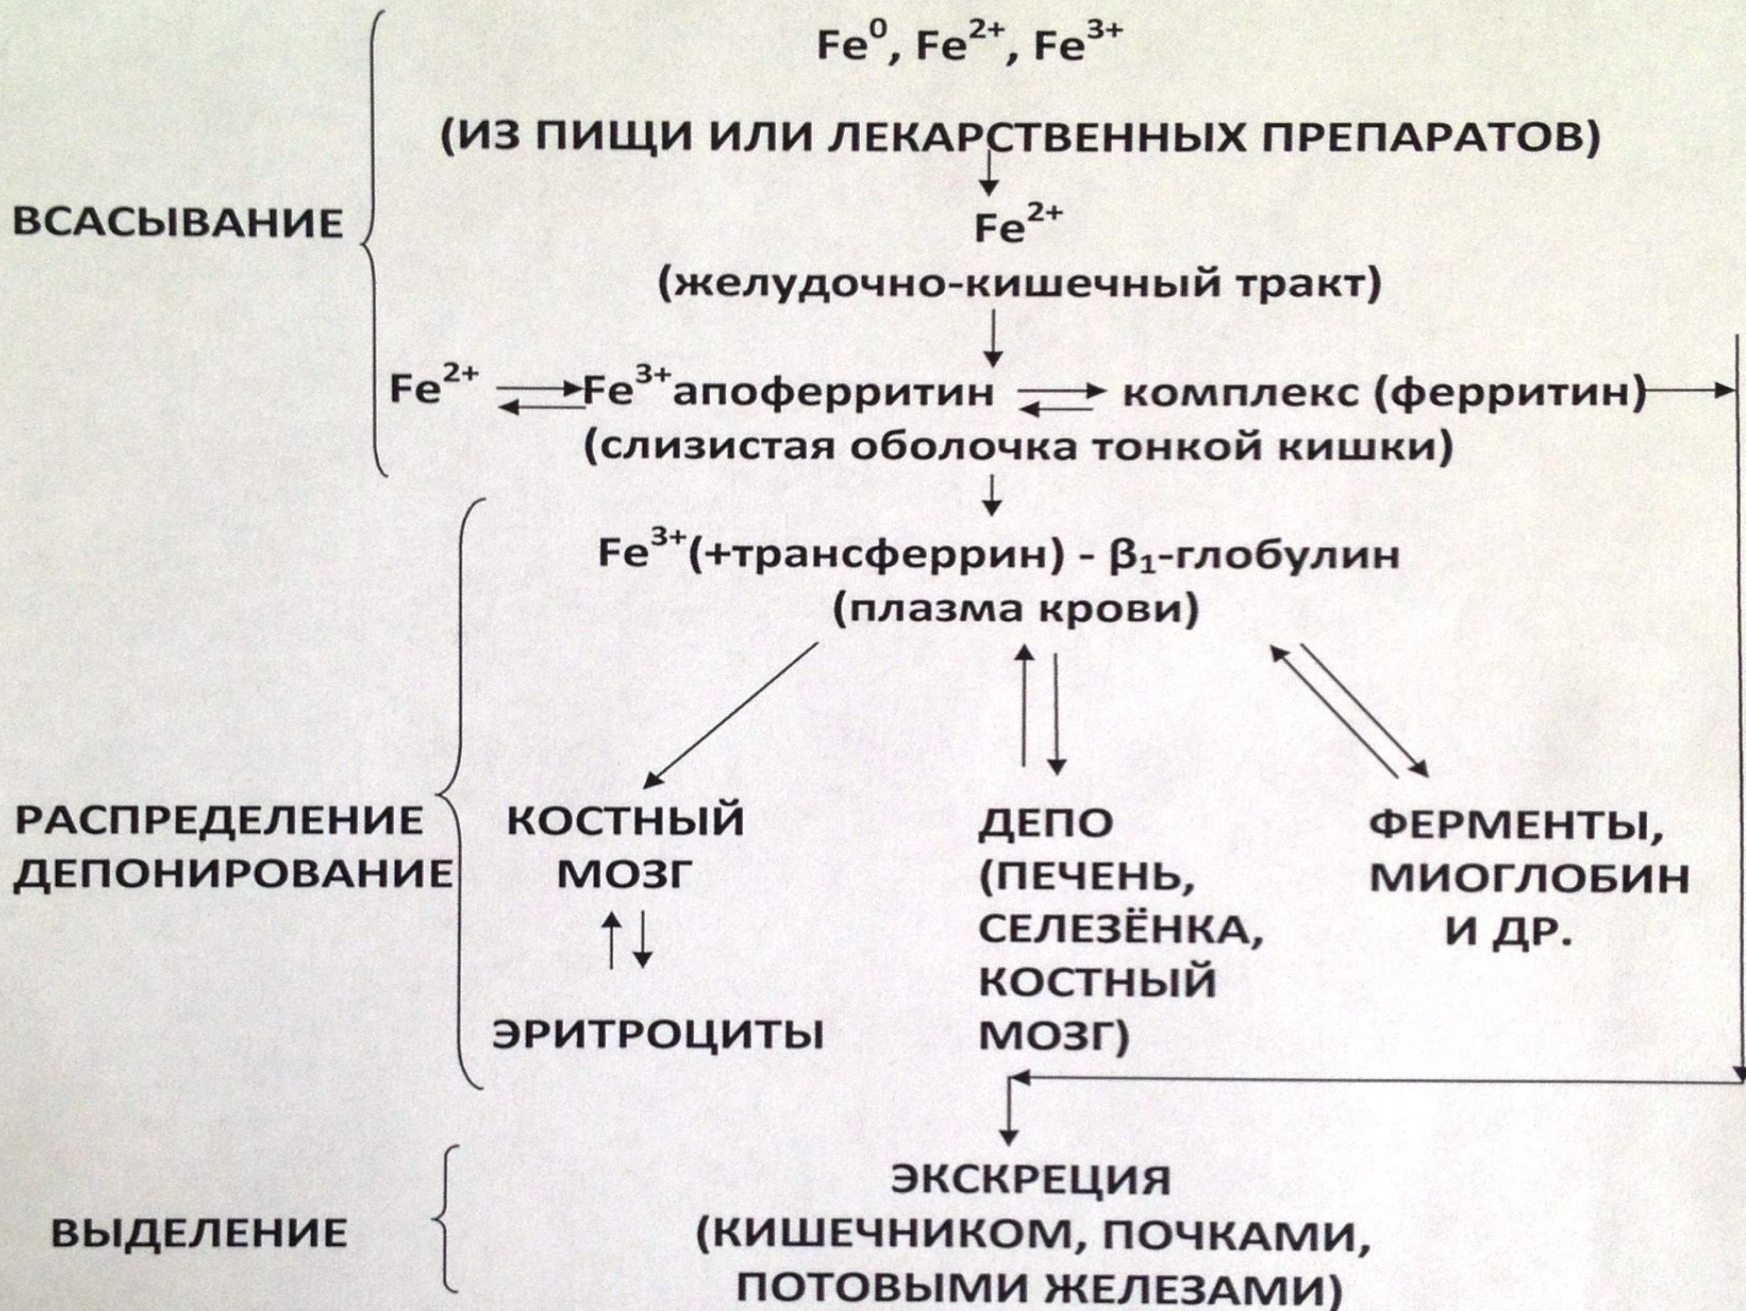 Fe⁰, Fe²⁺, Fe³⁺
(ИЗ ПИЩИ ИЛИ ЛЕКАРСТВЕННЫХ ПРЕПАРАТОВ)
ВСАСЫВАНИЕ
Fe²⁺
(желудочно-кишечный тракт)
Fe²⁺ Fe³⁺апоферритин комплекс (ферритин)
(слизистая оболочка тонкой кишки)
Fe³⁺(+трансферрин) - β₁-глобулин
(плазма крови)
РАСПРЕДЕЛЕНИЕ
ДЕПОНИРОВАНИЕ
КОСТНЫЙ
МОЗГ
ЭРИТРОЦИТЫ
ДЕПО
(ПЕЧЕНЬ,
СЕЛЕЗЁНКА,
КОСТНЫЙ
МОЗГ)
ФЕРМЕНТЫ,
МИОГЛОБИН
И ДР.
ВЫДЕЛЕНИЕ
ЭКСКРЕЦИЯ
(КИШЕЧНИКОМ, ПОЧКАМИ,
ПОТОВЫМИ ЖЕЛЕЗАМИ)